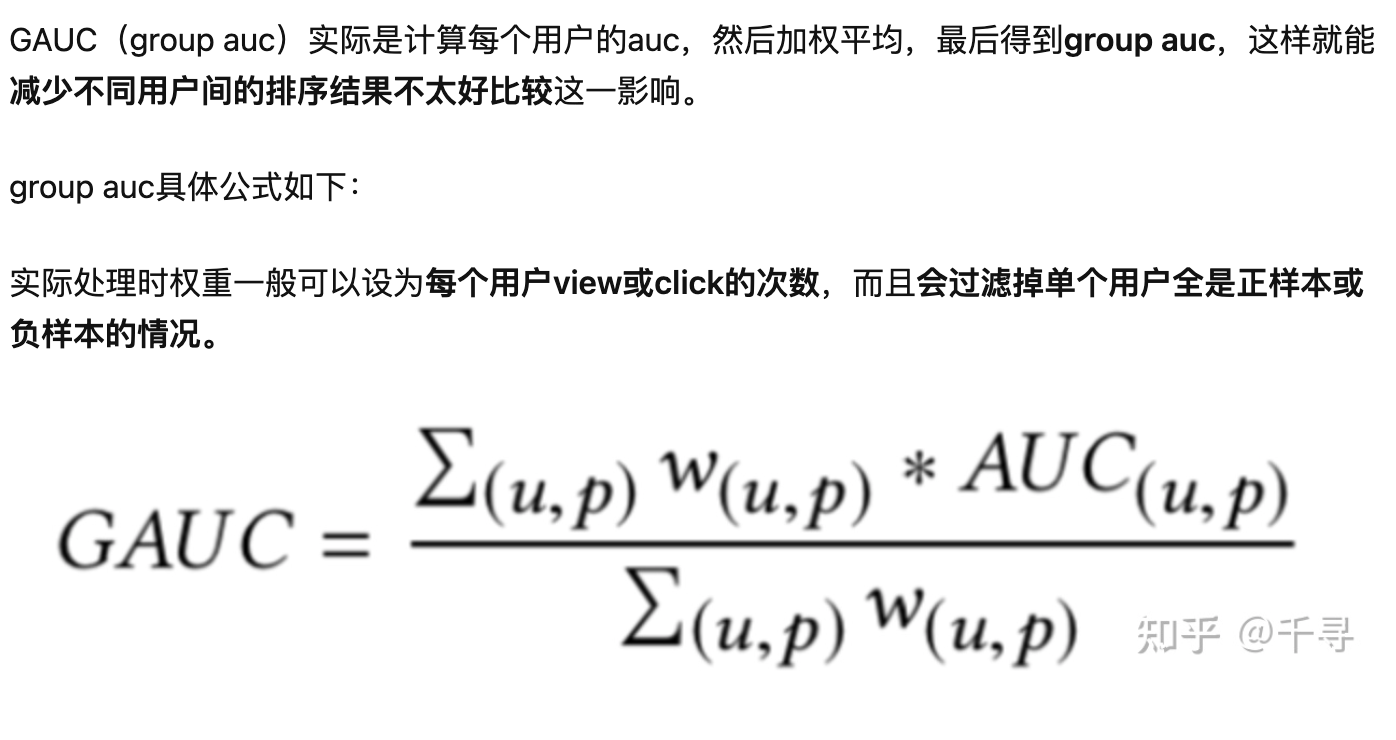 GAUC（group auc）实际是计算每个用户的auc，然后加权平均，最后得到group auc，这样就能
减少不同用户间的排序结果不太好比较这一影响。
group auc具体公式如下：
实际处理时权重一般可以设为每个用户view或click的次数，而且会过滤掉单个用户全是正样本或
负样本的情况。
GAUC = \frac{\sum_{(u,p)} w_{(u,p)} * AUC_{(u,p)}}{\sum_{(u,p)} w_{(u,p)}}
知乎 @千寻